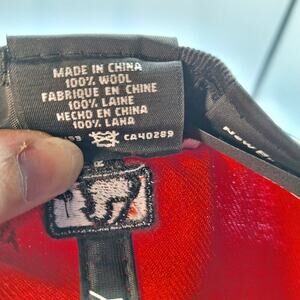 MADE IN CHINA
100% WOOL
FABRIQUE EN CHINE
100% LAINE
HECHO EN CHINA
100% LANA
CA40289